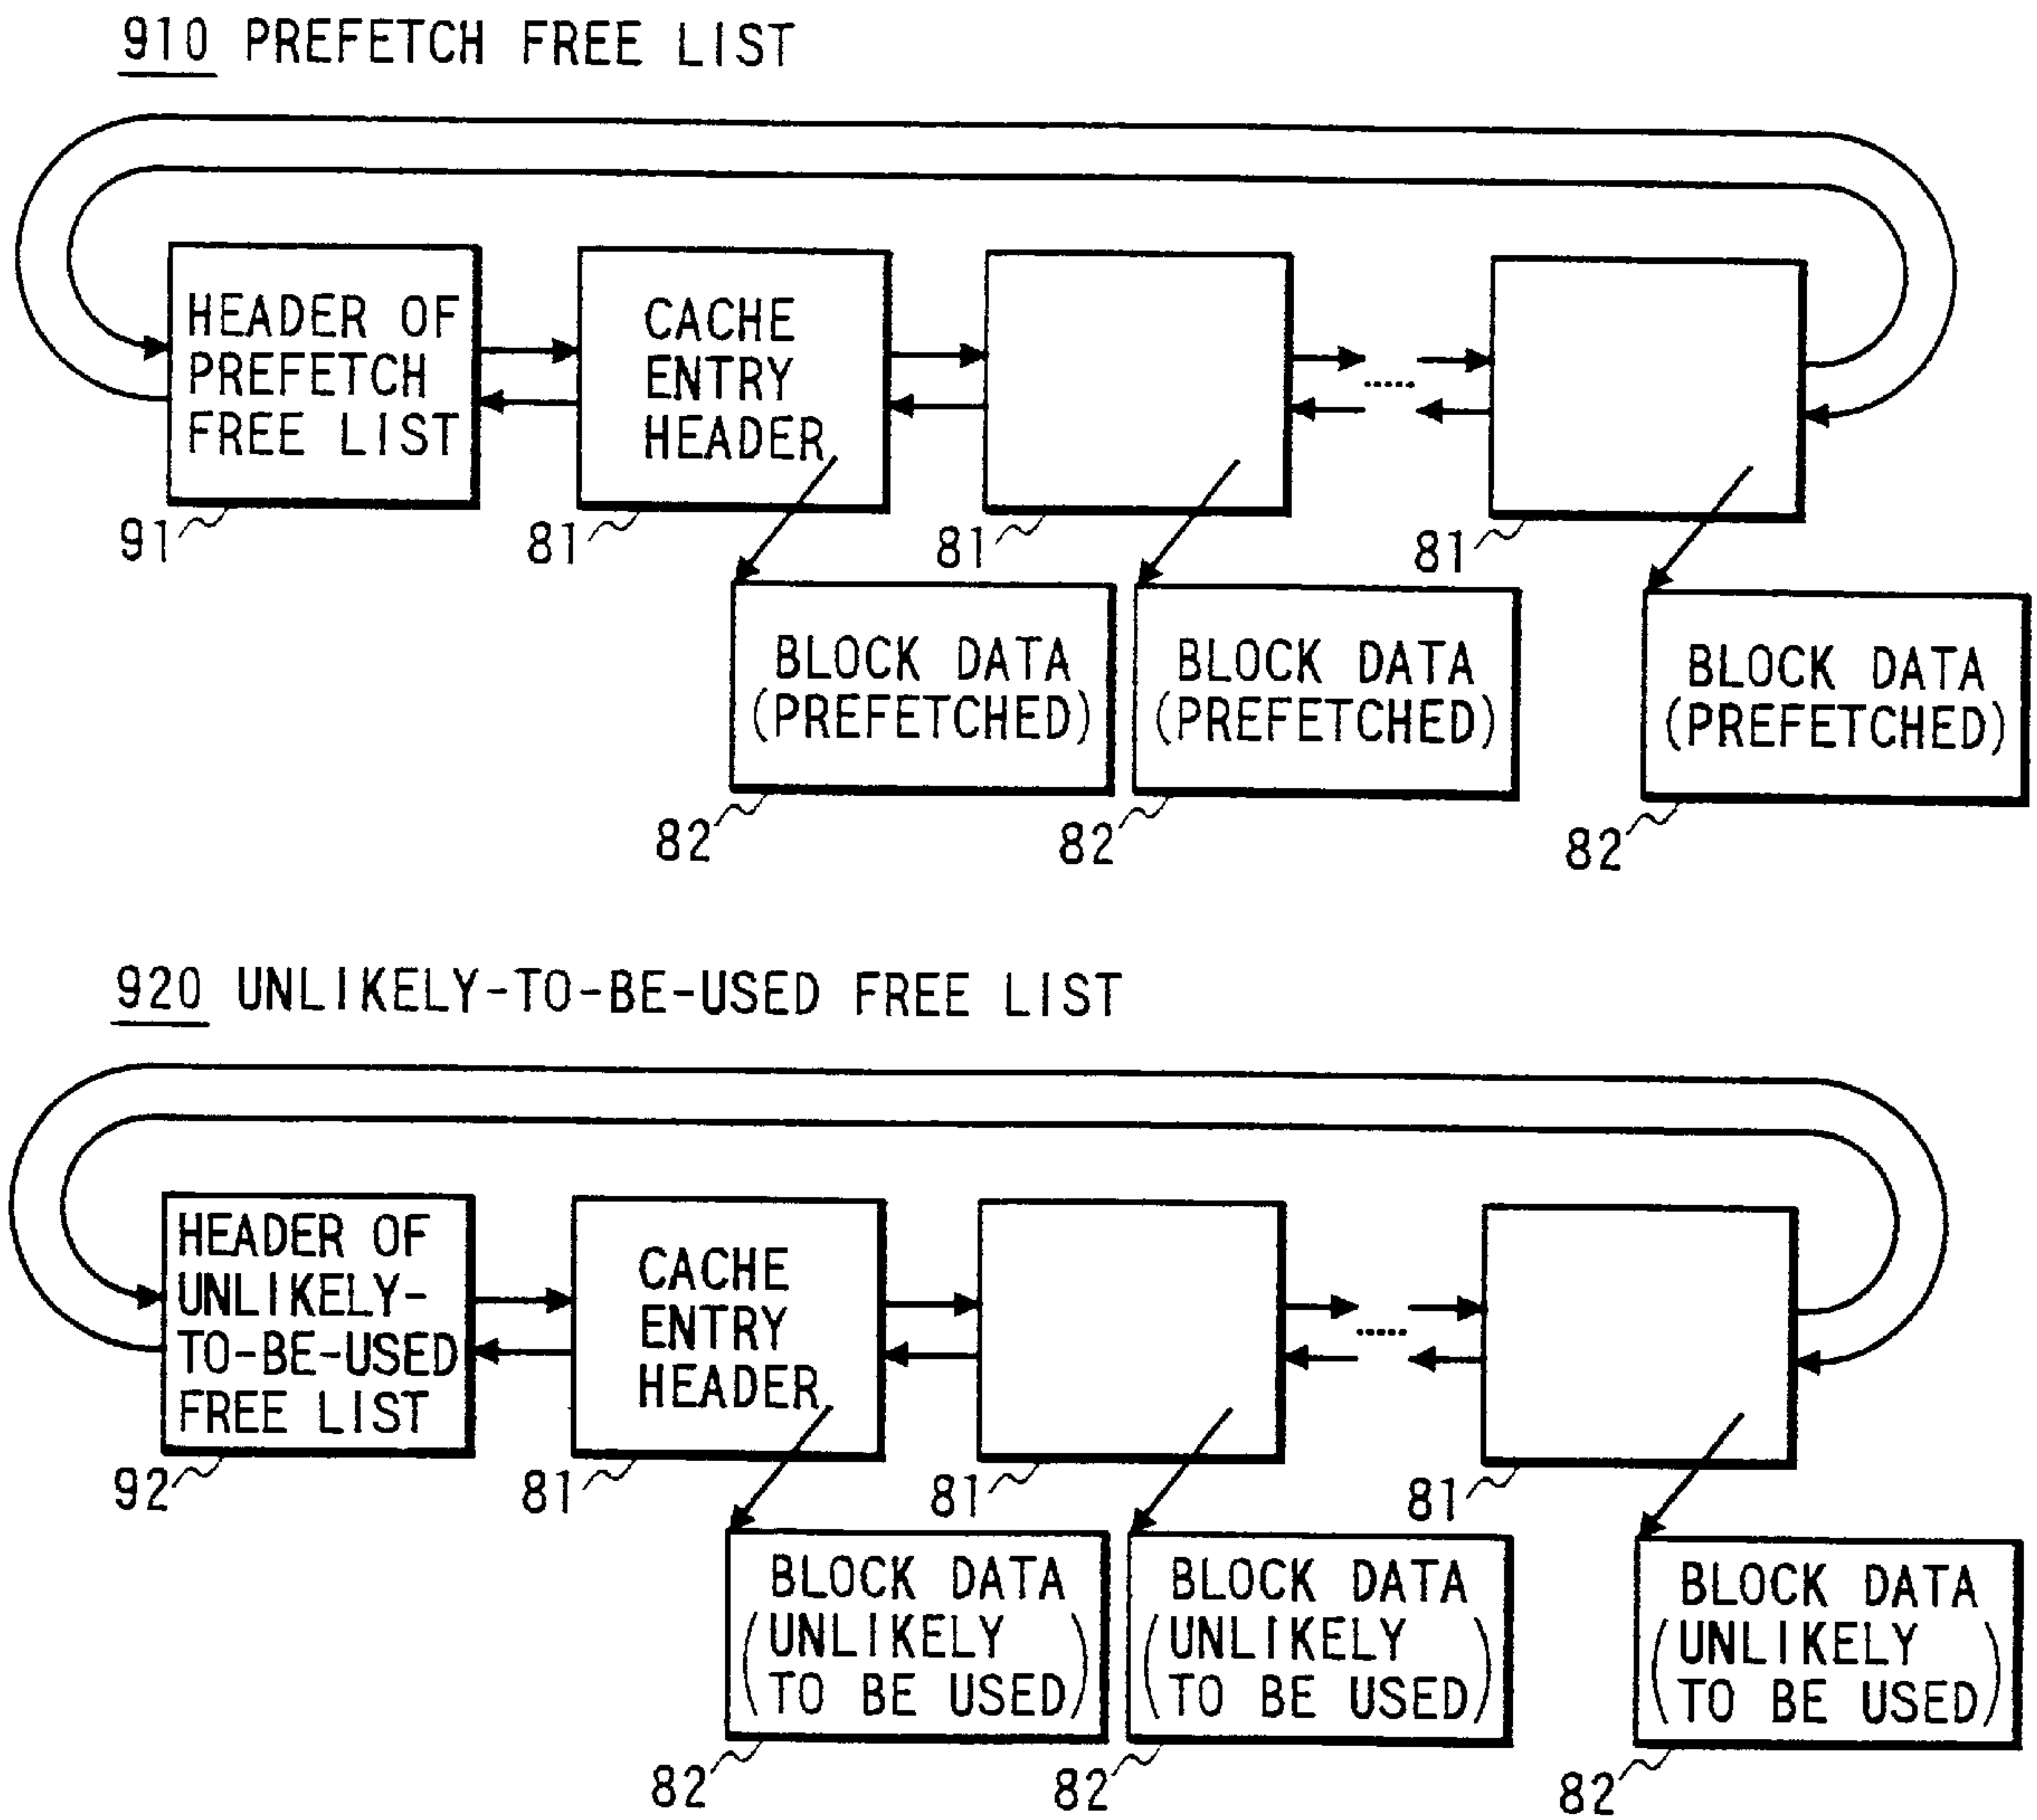 910 PREFETCH FREE LIST
HEADER OF
PREFETCH
FREE LIST
CACHE
ENTRY
HEADER
91
81
81
81
BLOCK DATA
(PREFETCHED)
BLOCK DATA
(PREFETCHED)
BLOCK DATA
(PREFETCHED)
82
82
82
920 UNLIKELY-TO-BE-USED FREE LIST
HEADER OF
UNLIKELY-
TO-BE-USED
FREE LIST
CACHE
ENTRY
HEADER
92
81
81
81
BLOCK DATA
(UNLIKELY
TO BE USED)
BLOCK DATA
(UNLIKELY
TO BE USED)
BLOCK DATA
(UNLIKELY
TO BE USED)
82
82
82